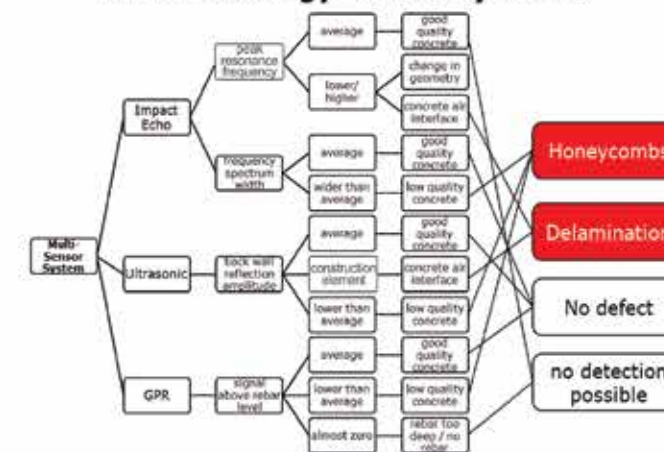 peak
resonance
frequency
average
good
quality
concrete
lower/
higher
change in
geometry
concrete air
interface
Impact
Echo
frequency
spectrum
width
average
good
quality
concrete
wider than
average
low quality
concrete
Honeycombs
Multi-
Sensor
System
Ultrasonic
back wall
reflection
amplitude
average
good
quality
concrete
construction
element
concrete air
interface
lower than
average
low quality
concrete
Delamination
No defect
GPR
signal
above rebar
level
average
good
quality
concrete
lower than
average
low quality
concrete
almost zero
rebar too
deep / no
rebar
no detection
possible